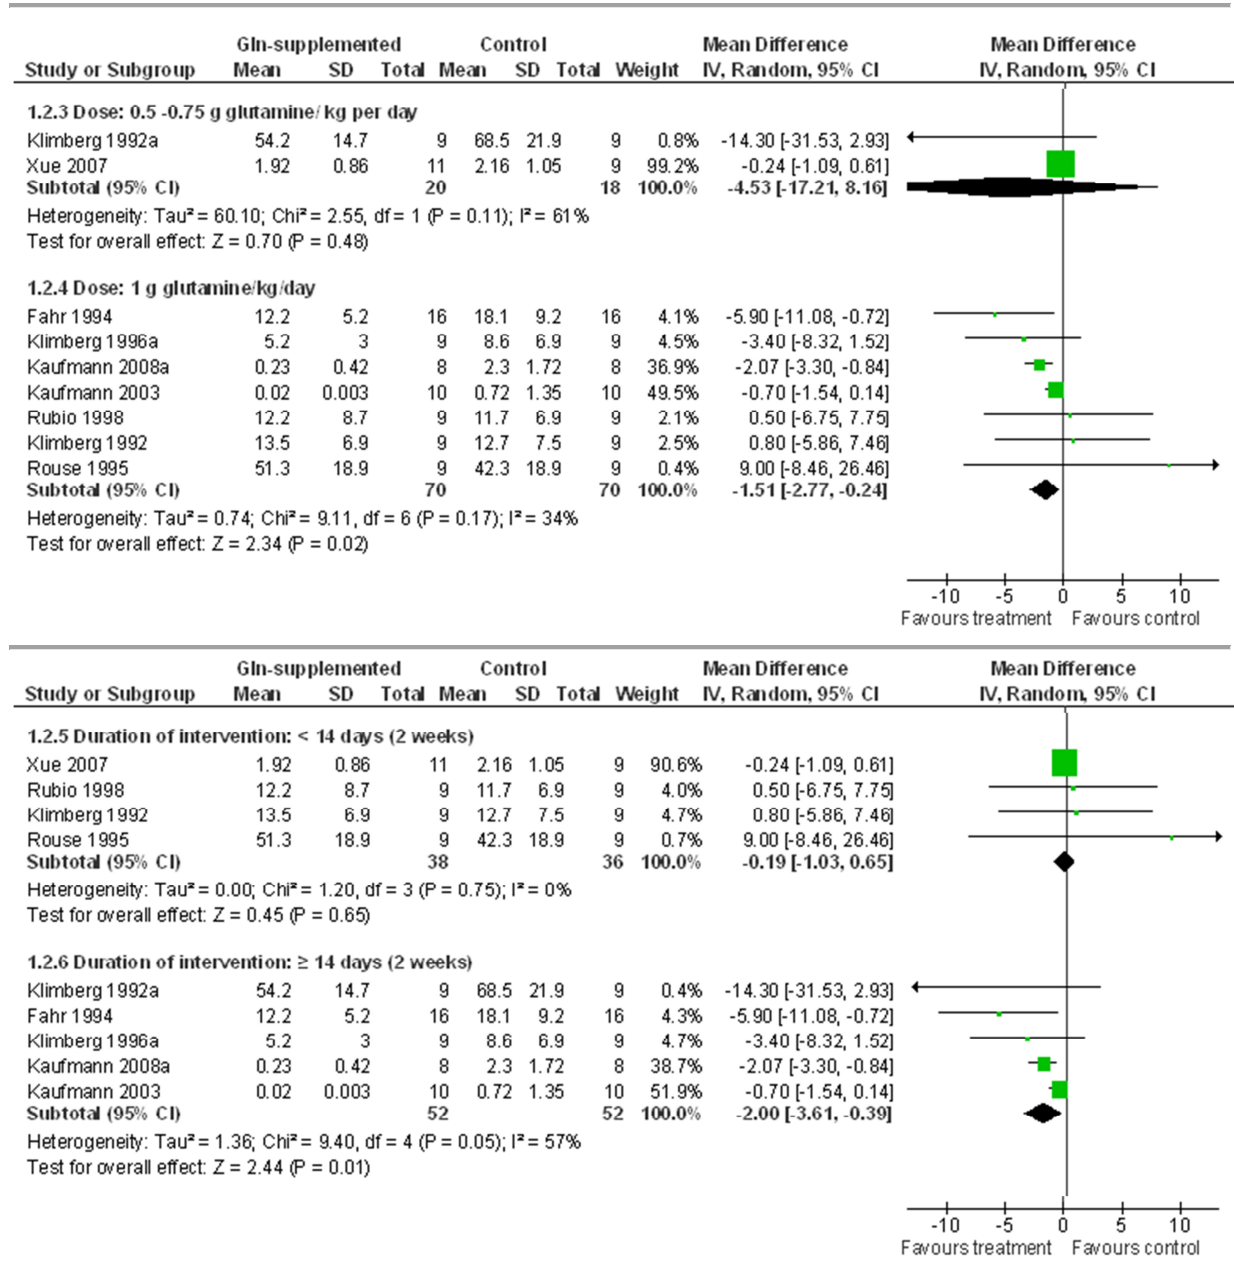 Gln-supplemented Control Mean Difference Mean Difference
Study or Subgroup Mean SD Total Mean SD Total Weight IV, Random, 95% CI IV, Random, 95% CI
1.2.3 Dose: 0.5 -0.75 g glutamine/ kg per day
Klimberg 1992a 54.2 14.7 9 68.5 21.9 9 0.8% -14.30 [-31.53, 2.93]
Xue 2007 1.92 0.86 11 2.16 1.05 9 99.2% -0.24 [-1.09, 0.61]
Subtotal (95% CI) 20 18 100.0% -4.53 [-17.21, 8.16]
Heterogeneity: Tau² = 60.10; Chi² = 2.55, df = 1 (P = 0.11); I² = 61%
Test for overall effect: Z = 0.70 (P = 0.48)
1.2.4 Dose: 1 g glutamine/kg/day
Fahr 1994 12.2 5.2 16 18.1 9.2 16 4.1% -5.90 [-11.08, -0.72]
Klimberg 1996a 5.2 3 9 8.6 6.9 9 4.5% -3.40 [-8.32, 1.52]
Kaufmann 2008a 0.23 0.42 8 2.3 1.72 8 36.9% -2.07 [-3.30, -0.84]
Kaufmann 2003 0.02 0.003 10 0.72 1.35 10 49.5% -0.70 [-1.54, 0.14]
Rubio 1998 12.2 8.7 9 11.7 6.9 9 2.1% 0.50 [-6.75, 7.75]
Klimberg 1992 13.5 6.9 9 12.7 7.5 9 2.5% 0.80 [-5.86, 7.46]
Rouse 1995 51.3 18.9 9 42.3 18.9 9 0.4% 9.00 [-8.46, 26.46]
Subtotal (95% CI) 70 70 100.0% -1.51 [-2.77, -0.24]
Heterogeneity: Tau² = 0.74; Chi² = 9.11, df = 6 (P = 0.17); I² = 34%
Test for overall effect: Z = 2.34 (P = 0.02)
-10 -5 0 5 10
Favours treatment Favours control
Gln-supplemented Control Mean Difference Mean Difference
Study or Subgroup Mean SD Total Mean SD Total Weight IV, Random, 95% CI IV, Random, 95% CI
1.2.5 Duration of intervention: < 14 days (2 weeks)
Xue 2007 1.92 0.86 11 2.16 1.05 9 90.6% -0.24 [-1.09, 0.61]
Rubio 1998 12.2 8.7 9 11.7 6.9 9 4.0% 0.50 [-6.75, 7.75]
Klimberg 1992 13.5 6.9 9 12.7 7.5 9 4.7% 0.80 [-5.86, 7.46]
Rouse 1995 51.3 18.9 9 42.3 18.9 9 0.7% 9.00 [-8.46, 26.46]
Subtotal (95% CI) 38 36 100.0% -0.19 [-1.03, 0.65]
Heterogeneity: Tau² = 0.00; Chi² = 1.20, df = 3 (P = 0.75); I² = 0%
Test for overall effect: Z = 0.45 (P = 0.65)
1.2.6 Duration of intervention: ≥ 14 days (2 weeks)
Klimberg 1992a 54.2 14.7 9 68.5 21.9 9 0.4% -14.30 [-31.53, 2.93]
Fahr 1994 12.2 5.2 16 18.1 9.2 16 4.3% -5.90 [-11.08, -0.72]
Klimberg 1996a 5.2 3 9 8.6 6.9 9 4.7% -3.40 [-8.32, 1.52]
Kaufmann 2008a 0.23 0.42 8 2.3 1.72 8 38.7% -2.07 [-3.30, -0.84]
Kaufmann 2003 0.02 0.003 10 0.72 1.35 10 51.9% -0.70 [-1.54, 0.14]
Subtotal (95% CI) 52 52 100.0% -2.00 [-3.61, -0.39]
Heterogeneity: Tau² = 1.36; Chi² = 9.40, df = 4 (P = 0.05); I² = 57%
Test for overall effect: Z = 2.44 (P = 0.01)
-10 -5 0 5 10
Favours treatment Favours control